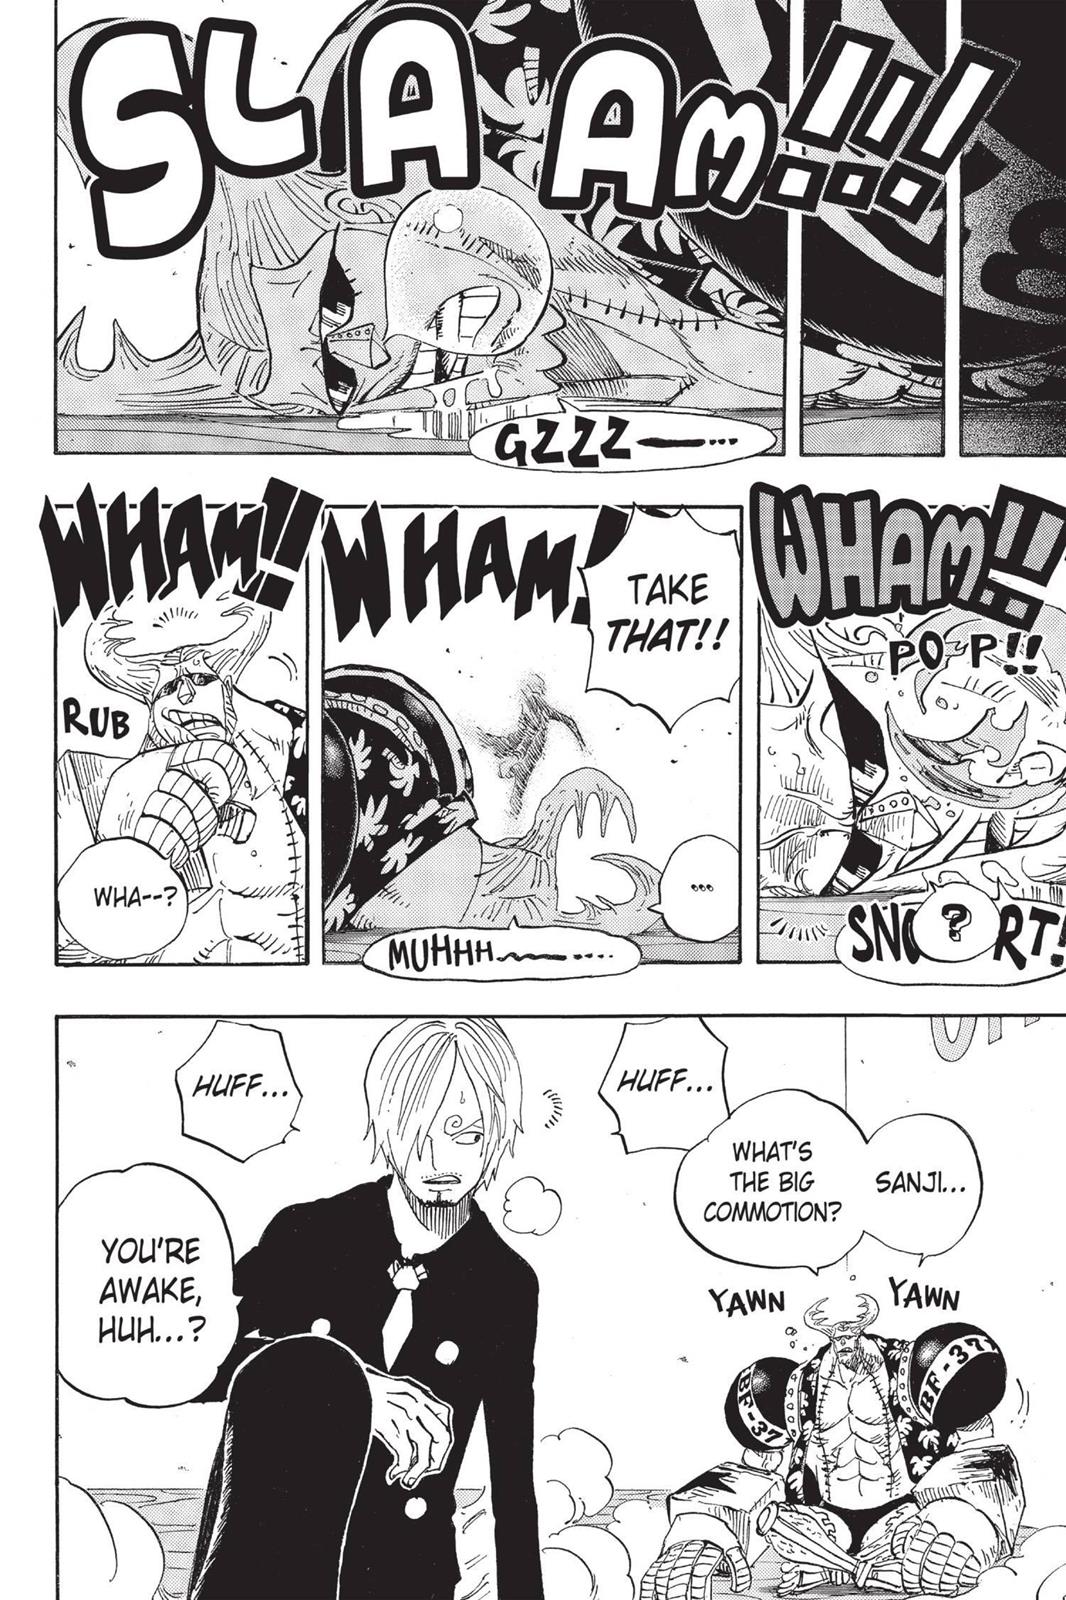 SLAAM!!!
B
GZZZ——...
WHAM!!
POP!!
?
WHAM!
TAKE
THAT!!
...
MUHHH~~....
WHAM!!
RUB
WHA--?
HUFF...
SANJI...
WHAT'S
THE BIG
COMMOTION?
YAWN
YAWN
BF-37
BF-37
HUFF...
YOU'RE
AWAKE,
HUH...?